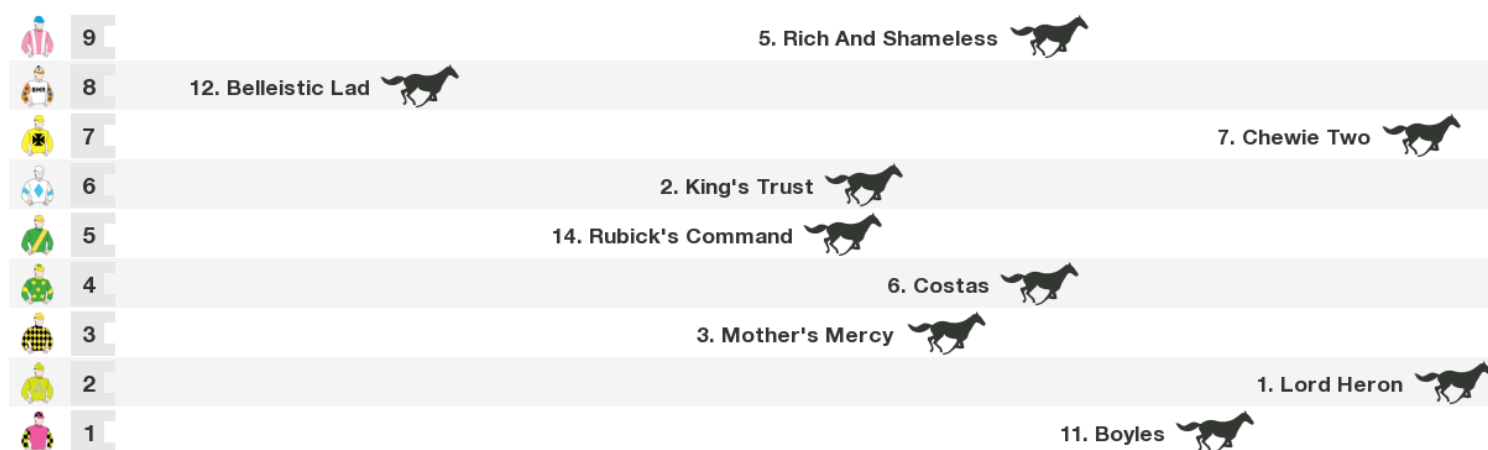 9 5. Rich And Shameless
BMR
8 12. Belleistic Lad
7 7. Chewie Two
6 2. King's Trust
5 14. Rubick's Command
4 6. Costas
3 3. Mother's Mercy
2 1. Lord Heron
1 11. Boyles